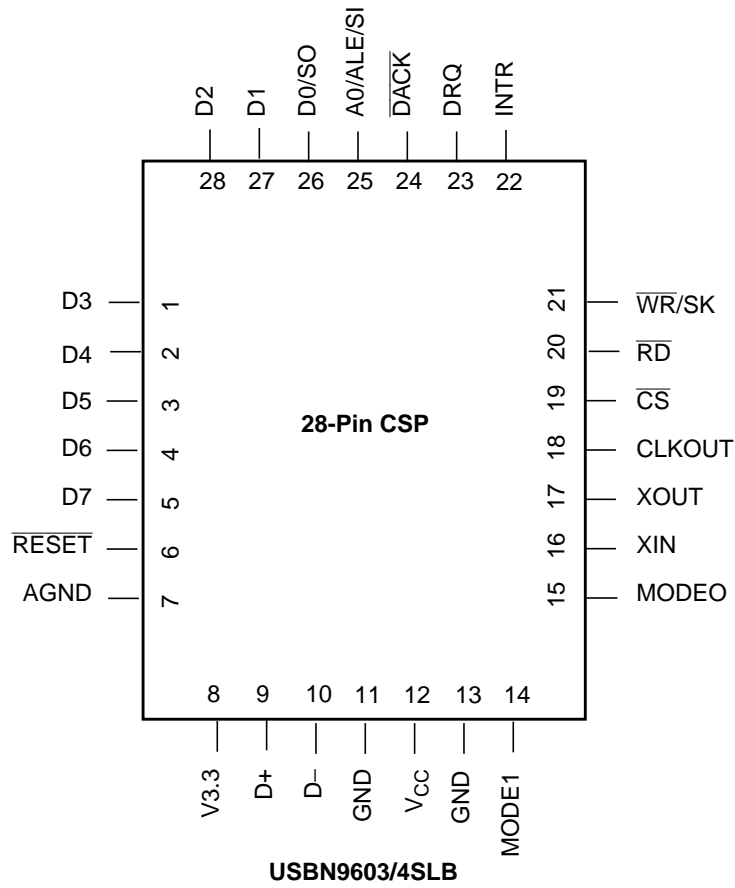 D2 D1 D0/SO A0/ALE/SI DACK DRQ INTR
28 27 26 25 24 23 22
D3 1 21 WR/SK
D4 2 20 RD
D5 3 19 CS
28-Pin CSP
D6 4 18 CLKOUT
D7 5 17 XOUT
RESET 6 16 XIN
AGND 7 15 MODEO
8 9 10 11 12 13 14
V3.3 D+ D– GND VCC GND MODE1
USBN9603/4SLB